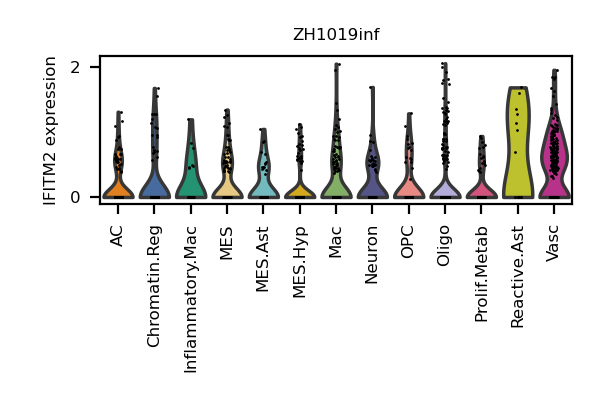 ZH1019inf
IFITM2 expression
2
0
AC
Chromatin.Reg
Inflammatory.Mac
MES
MES.Ast
MES.Hyp
Mac
Neuron
OPC
Oligo
Prolif.Metab
Reactive.Ast
Vasc